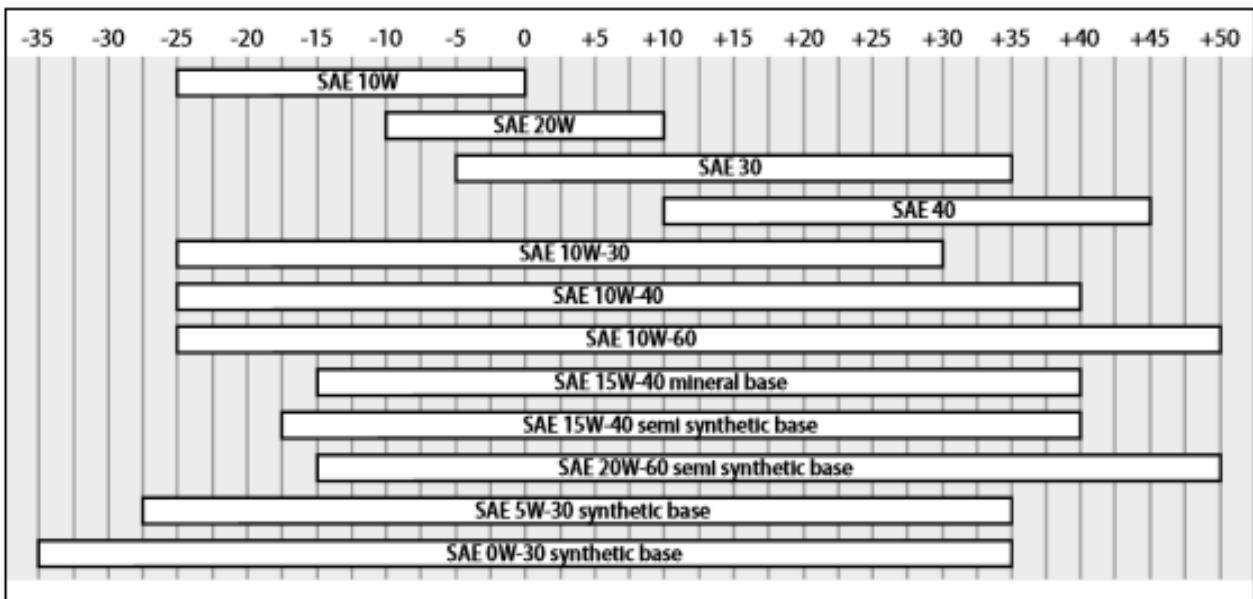 -35 -30 -25 -20 -15 -10 -5 0 +5 +10 +15 +20 +25 +30 +35 +40 +45 +50
SAE 10W
SAE 20W
SAE 30
SAE 40
SAE 10W-30
SAE 10W-40
SAE 10W-60
SAE 15W-40 mineral base
SAE 15W-40 semi synthetic base
SAE 20W-60 semi synthetic base
SAE 5W-30 synthetic base
SAE 0W-30 synthetic base